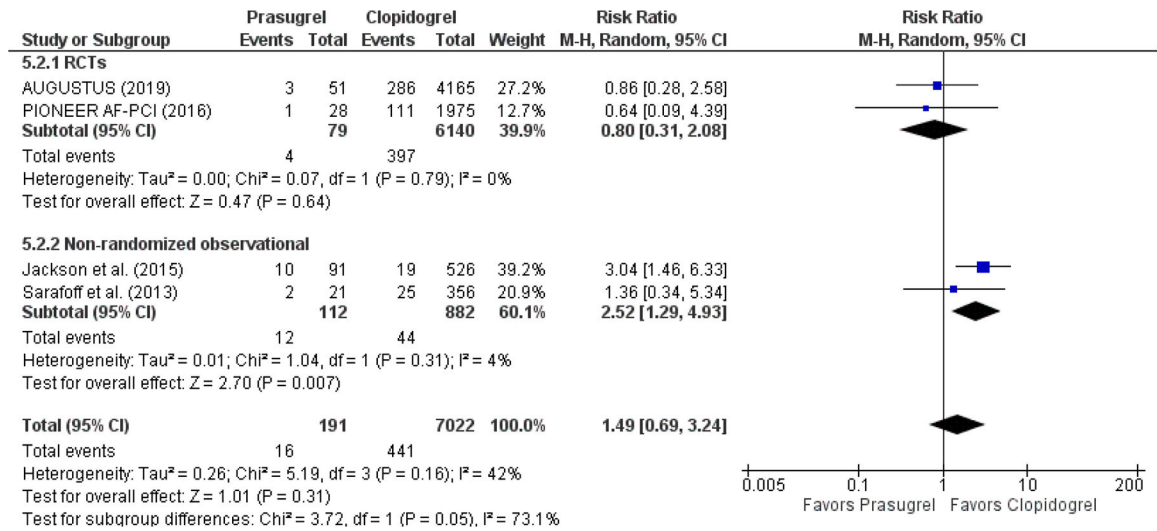 Prasugrel Clopidogrel Risk Ratio Risk Ratio
Study or Subgroup Events Total Events Total Weight M-H, Random, 95% CI M-H, Random, 95% CI
5.2.1 RCTs
AUGUSTUS (2019) 3 51 286 4165 27.2% 0.86 [0.28, 2.58]
PIONEER AF-PCI (2016) 1 28 111 1975 12.7% 0.64 [0.09, 4.39]
Subtotal (95% CI) 79 6140 39.9% 0.80 [0.31, 2.08]
Total events 4 397
Heterogeneity: Tau² = 0.00; Chi² = 0.07, df = 1 (P = 0.79); I² = 0%
Test for overall effect: Z = 0.47 (P = 0.64)
5.2.2 Non-randomized observational
Jackson et al. (2015) 10 91 19 526 39.2% 3.04 [1.46, 6.33]
Sarafoff et al. (2013) 2 21 25 356 20.9% 1.36 [0.34, 5.34]
Subtotal (95% CI) 112 882 60.1% 2.52 [1.29, 4.93]
Total events 12 44
Heterogeneity: Tau² = 0.01; Chi² = 1.04, df = 1 (P = 0.31); I² = 4%
Test for overall effect: Z = 2.70 (P = 0.007)
Total (95% CI) 191 7022 100.0% 1.49 [0.69, 3.24]
Total events 16 441
Heterogeneity: Tau² = 0.26; Chi² = 5.19, df = 3 (P = 0.16); I² = 42%
Test for overall effect: Z = 1.01 (P = 0.31)
Test for subgroup differences: Chi² = 3.72, df = 1 (P = 0.05), I² = 73.1%
0.005 0.1 1 10 200
Favors Prasugrel Favors Clopidogrel